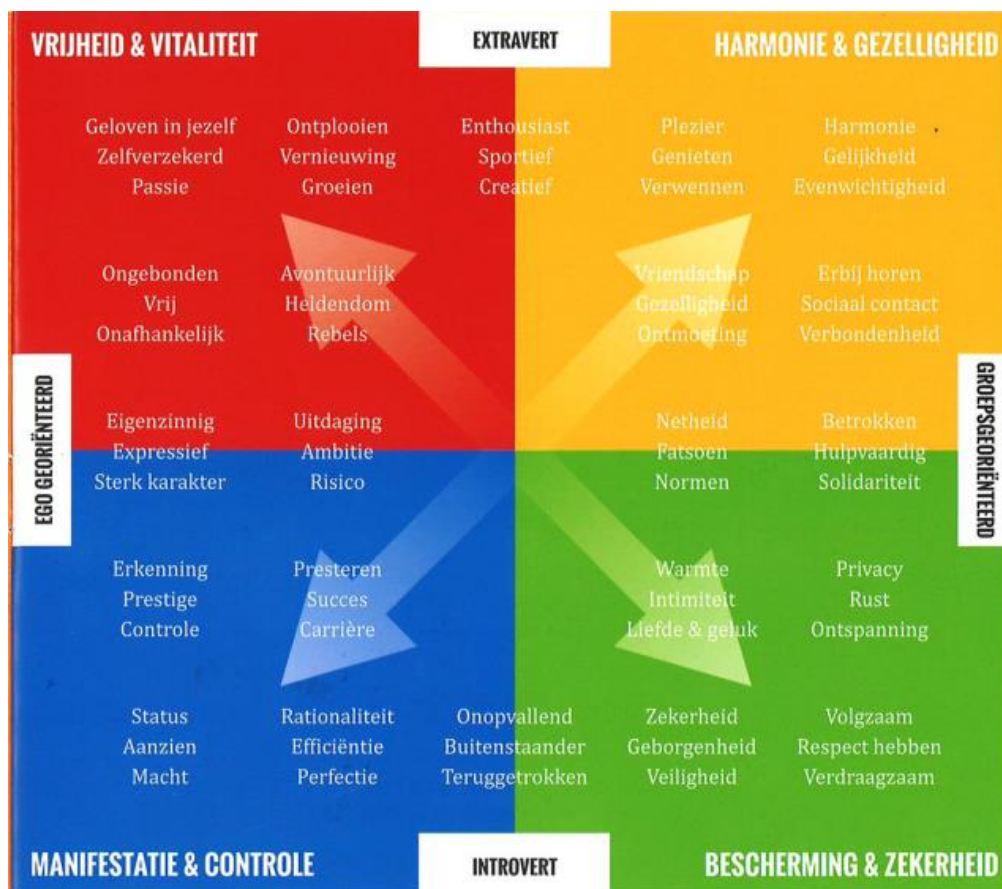 VRIJHEID & VITALITEIT
EXTRAVERT
HARMONIE & GEZELLIGHEID
Geloven in jezelf
Zelfverzekerd
Passie
Ontplooien
Vernieuwing
Groeien
Enthousiast
Sportief
Creatief
Plezier
Genieten
Verwennen
Harmonie
Gelijkheid
Evenwichtigheid
Ongebonden
Vrij
Onafhankelijk
Avontuurlijk
Heldendom
Rebels
Vriendschap
Gezelligheid
Ontmoeting
Erbij horen
Sociaal contact
Verbondenheid
EGO GEORIËNTEERD
GROEPSGEORIËNTEERD
Eigenzinnig
Expressief
Sterk karakter
Uitdaging
Ambitie
Risico
Netheid
Fatsoen
Normen
Betrokken
Hulpvaardig
Solidariteit
Erkenning
Prestige
Controle
Presteren
Succes
Carrière
Warmte
Intimiteit
Liefde & geluk
Privacy
Rust
Ontspanning
Status
Aanzien
Macht
Rationaliteit
Efficiëntie
Perfectie
Onopvallend
Buitenstaander
Teruggetrokken
Zekerheid
Geborgenheid
Veiligheid
Volgzaam
Respect hebben
Verdraagzaam
MANIFESTATIE & CONTROLE
INTROVERT
BESCHERMING & ZEKERHEID